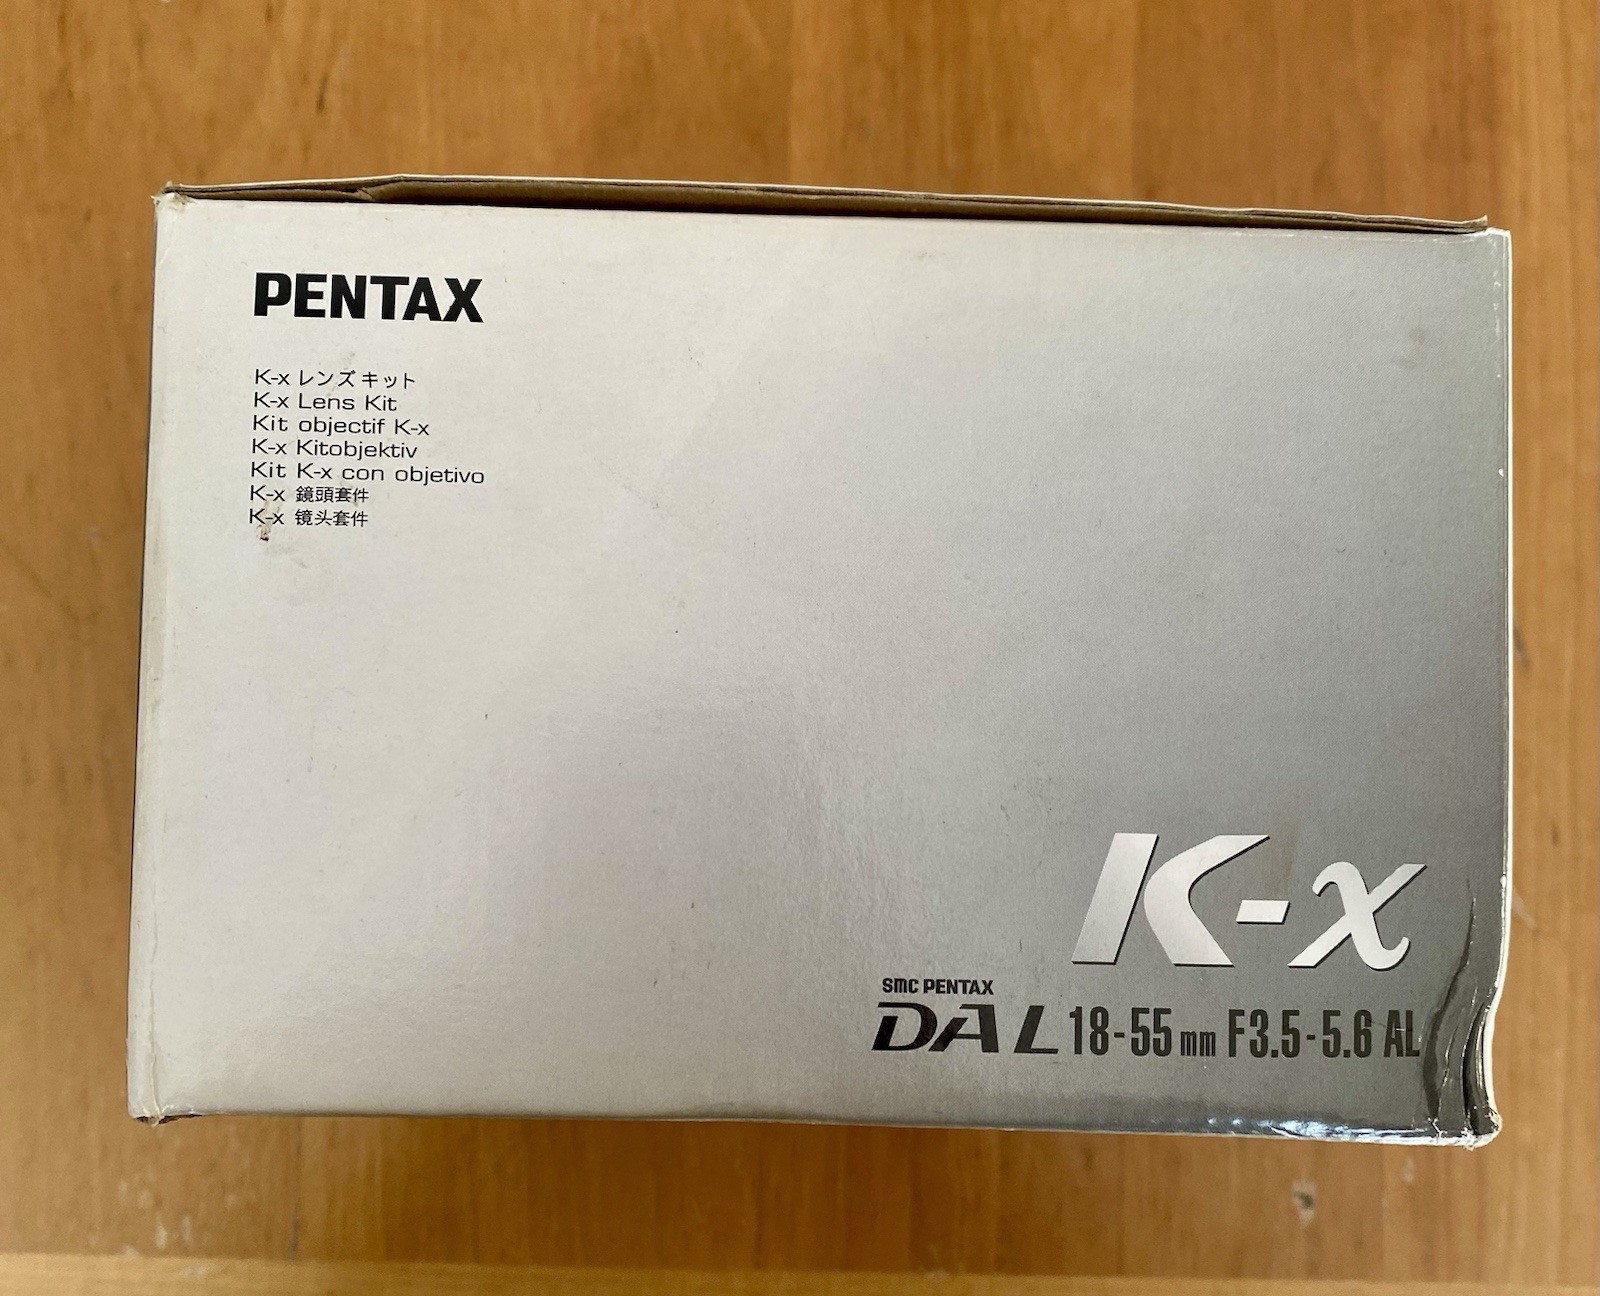 PENTAX
K-x レンズキット
K-x Lens Kit
Kit objectif K-x
K-x Kitobjektiv
Kit K-x con objetivo
K-x 鏡頭套件
K-x 镜头套件
K-x
smc PENTAX
DA L 18-55 mm F3.5-5.6 AL